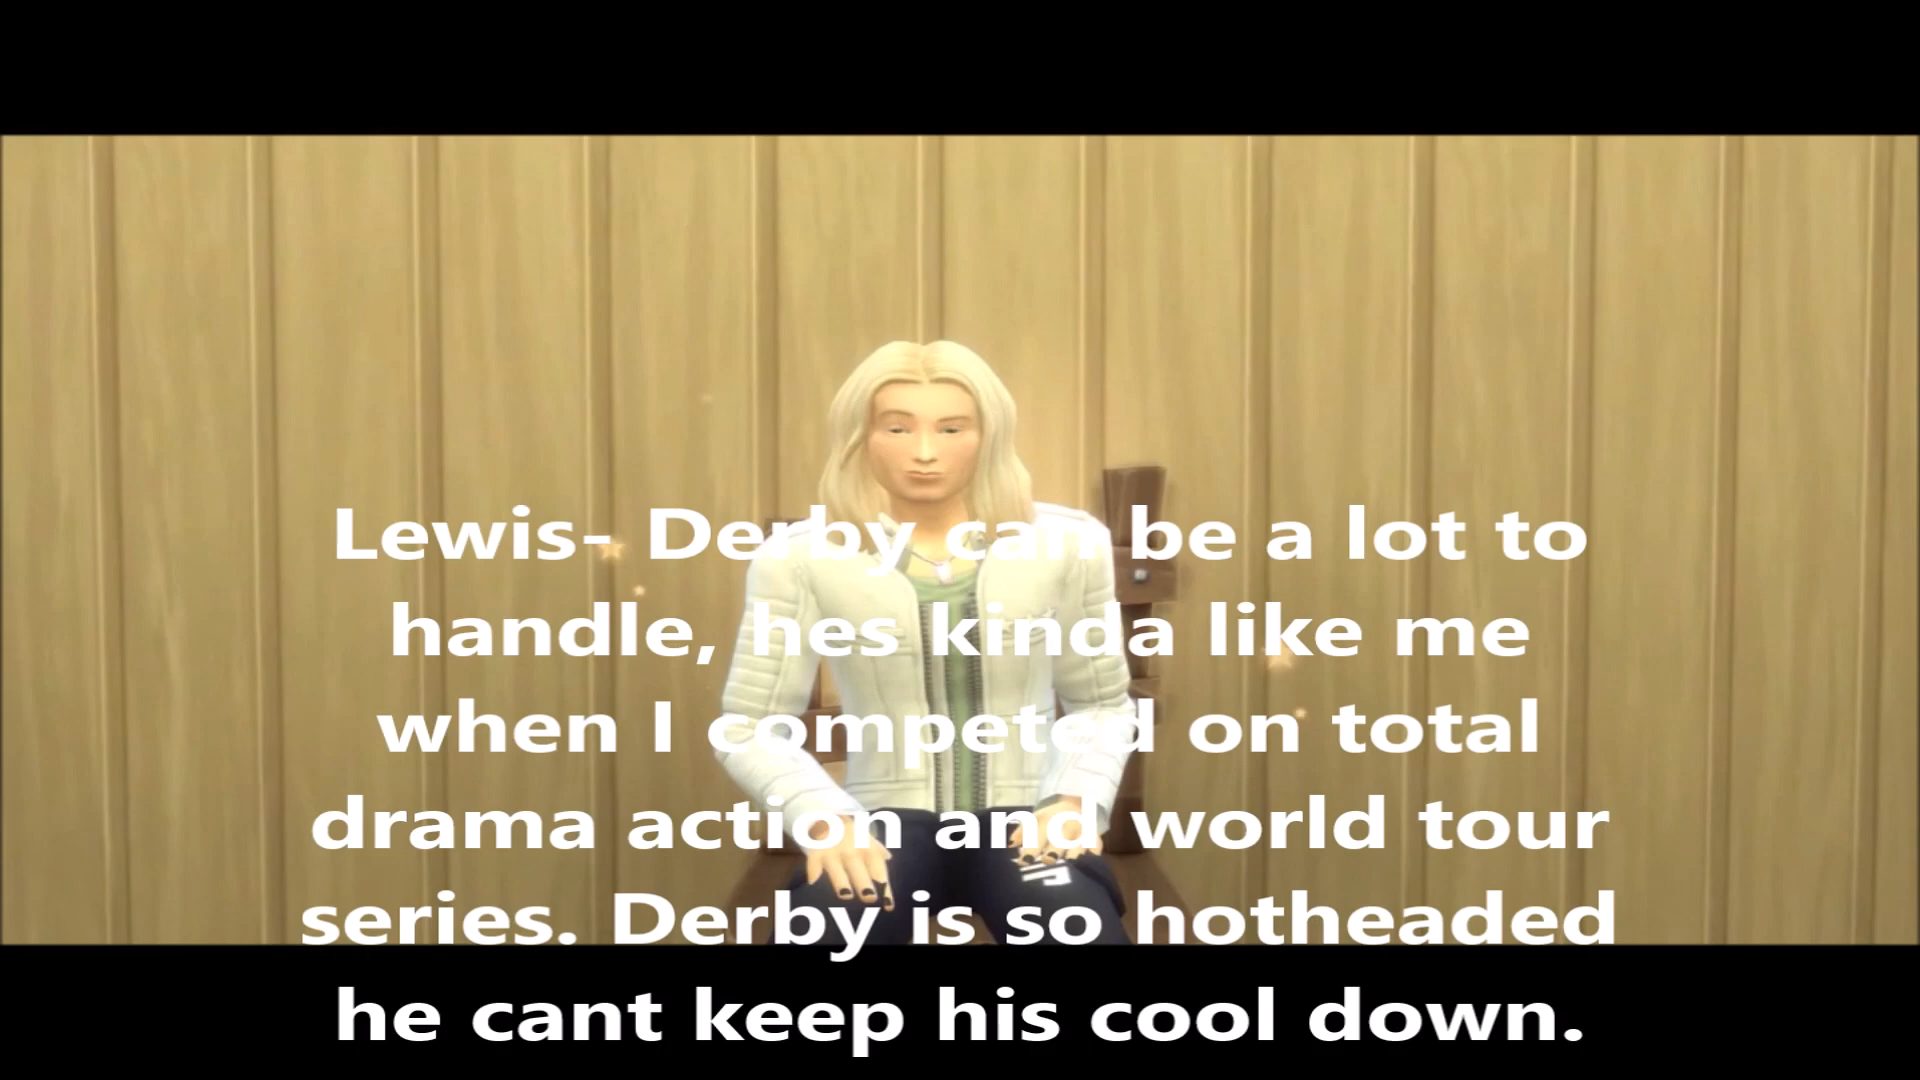 Lewis- Derby can be a lot to
handle, hes kinda like me
when I competed on total
drama action and world tour
series. Derby is so hotheaded
he cant keep his cool down.